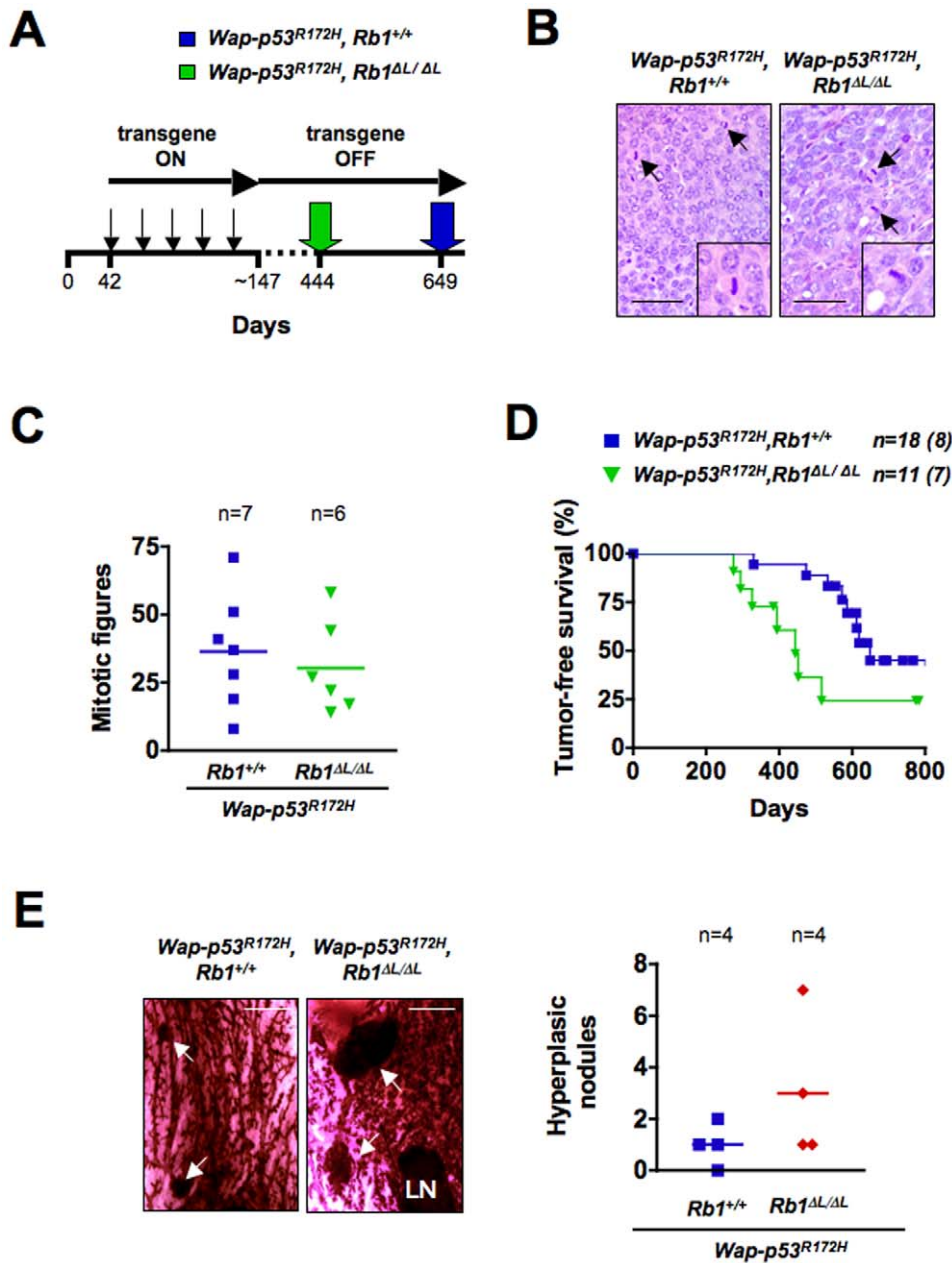 A
Wap-p53R172H, Rb1+/+
Wap-p53R172H, Rb1ΔL/ ΔL
transgene
ON
transgene
OFF
0 42 ~147 444 649
Days
B
Wap-p53R172H,
Rb1+/+
Wap-p53R172H,
Rb1ΔL/ΔL
C
n=7 n=6
75
50
25
0
Mitotic figures
Rb1+/+ Rb1ΔL/ΔL
Wap-p53R172H
D
Wap-p53R172H,Rb1+/+ n=18 (8)
Wap-p53R172H,Rb1ΔL/ ΔL n=11 (7)
100
75
50
25
0
Tumor-free survival (%)
0 200 400 600 800
Days
E
Wap-p53R172H,
Rb1+/+
Wap-p53R172H,
Rb1ΔL/ΔL
LN
n=4 n=4
8
6
4
2
0
Hyperplasic
nodules
Rb1+/+ Rb1ΔL/ΔL
Wap-p53R172H